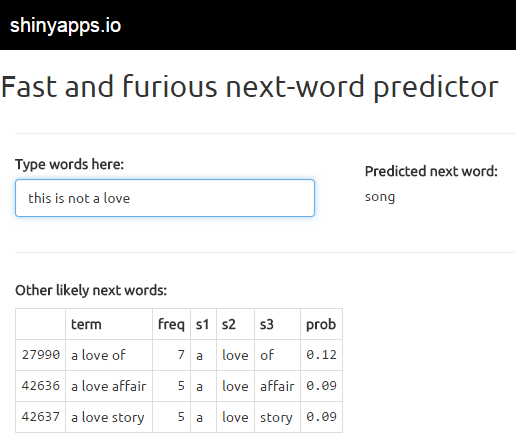 shinyapps.io
Fast and furious next-word predictor
Type words here:
Predicted next word:
this is not a love
song
Other likely next words:
term freq s1 s2 s3 prob
27990 a love of 7 a love of 0.12
42636 a love affair 5 a love affair 0.09
42637 a love story 5 a love story 0.09